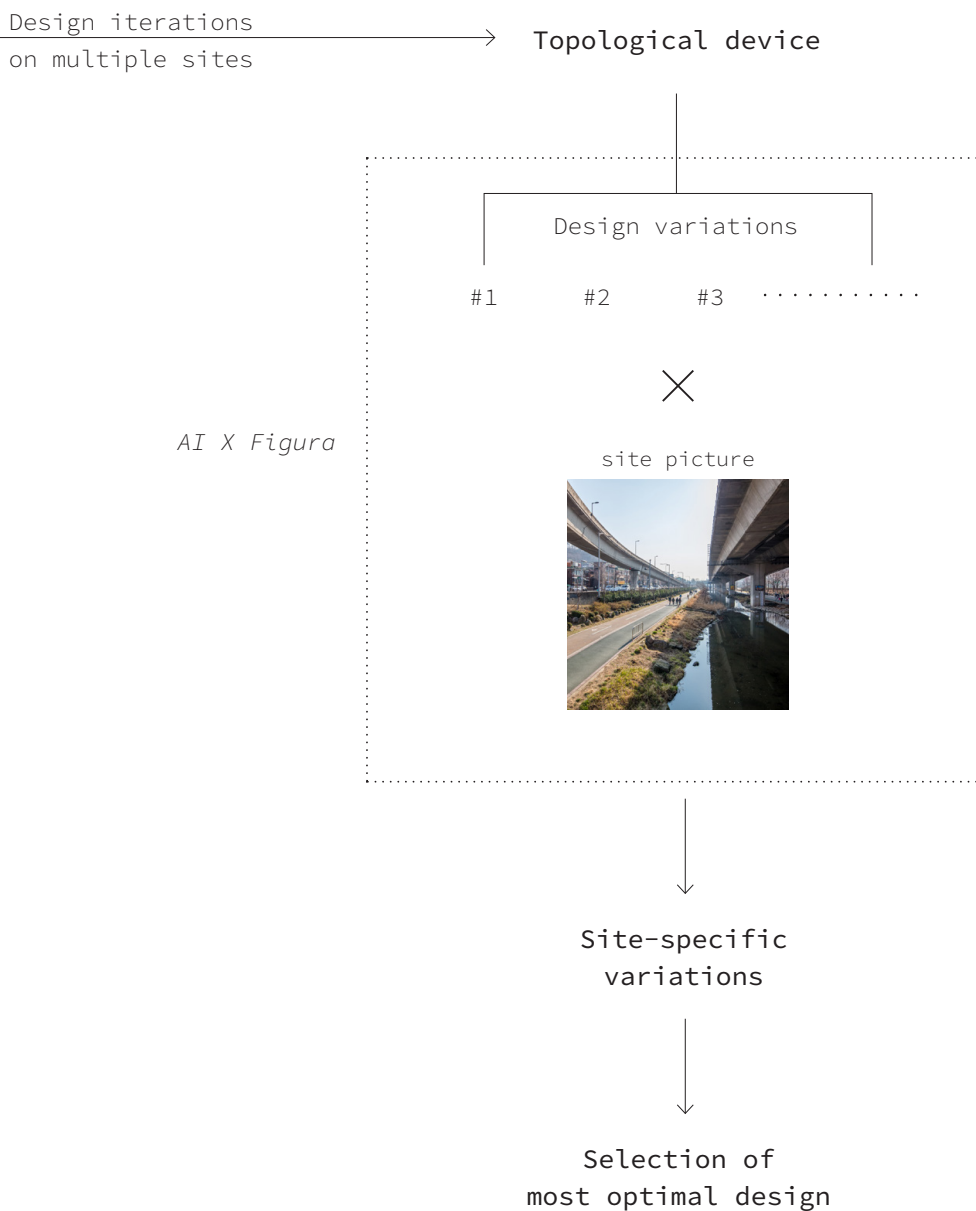 Design iterations
on multiple sites
Topological device
Design variations
#1 #2 #3 ...........
AI X Figura
site picture
Site-specific
variations
Selection of
most optimal design